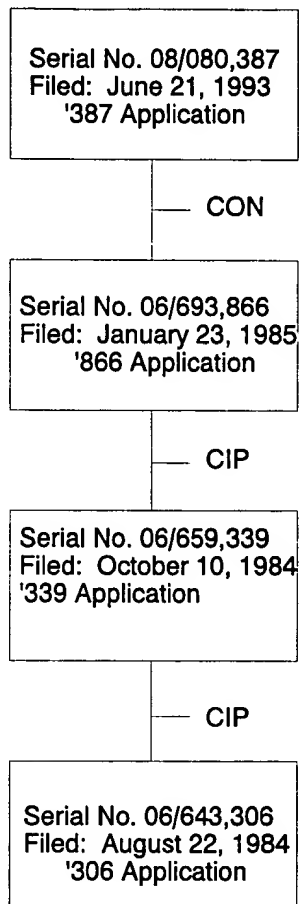 Serial No. 08/080,387
Filed: June 21, 1993
'387 Application
CON
Serial No. 06/693,866
Filed: January 23, 1985
'866 Application
CIP
Serial No. 06/659,339
Filed: October 10, 1984
'339 Application
CIP
Serial No. 06/643,306
Filed: August 22, 1984
'306 Application